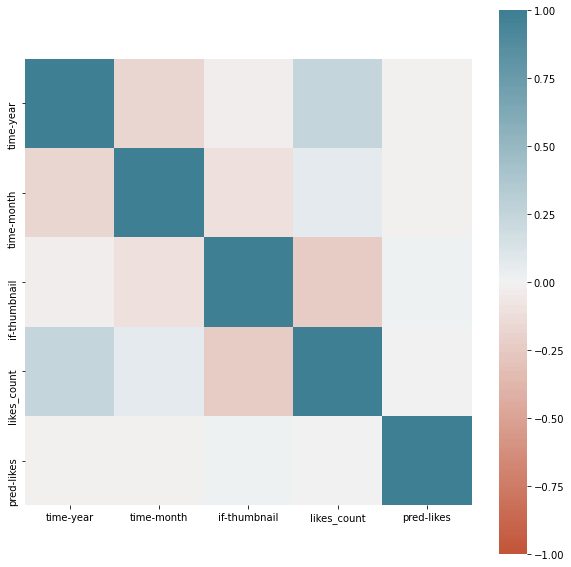 time-year
time-month
if-thumbnail
likes_count
pred-likes
time-year
time-month
if-thumbnail
likes_count
pred-likes
1.00
0.75
0.50
0.25
0.00
−0.25
−0.50
−0.75
−1.00